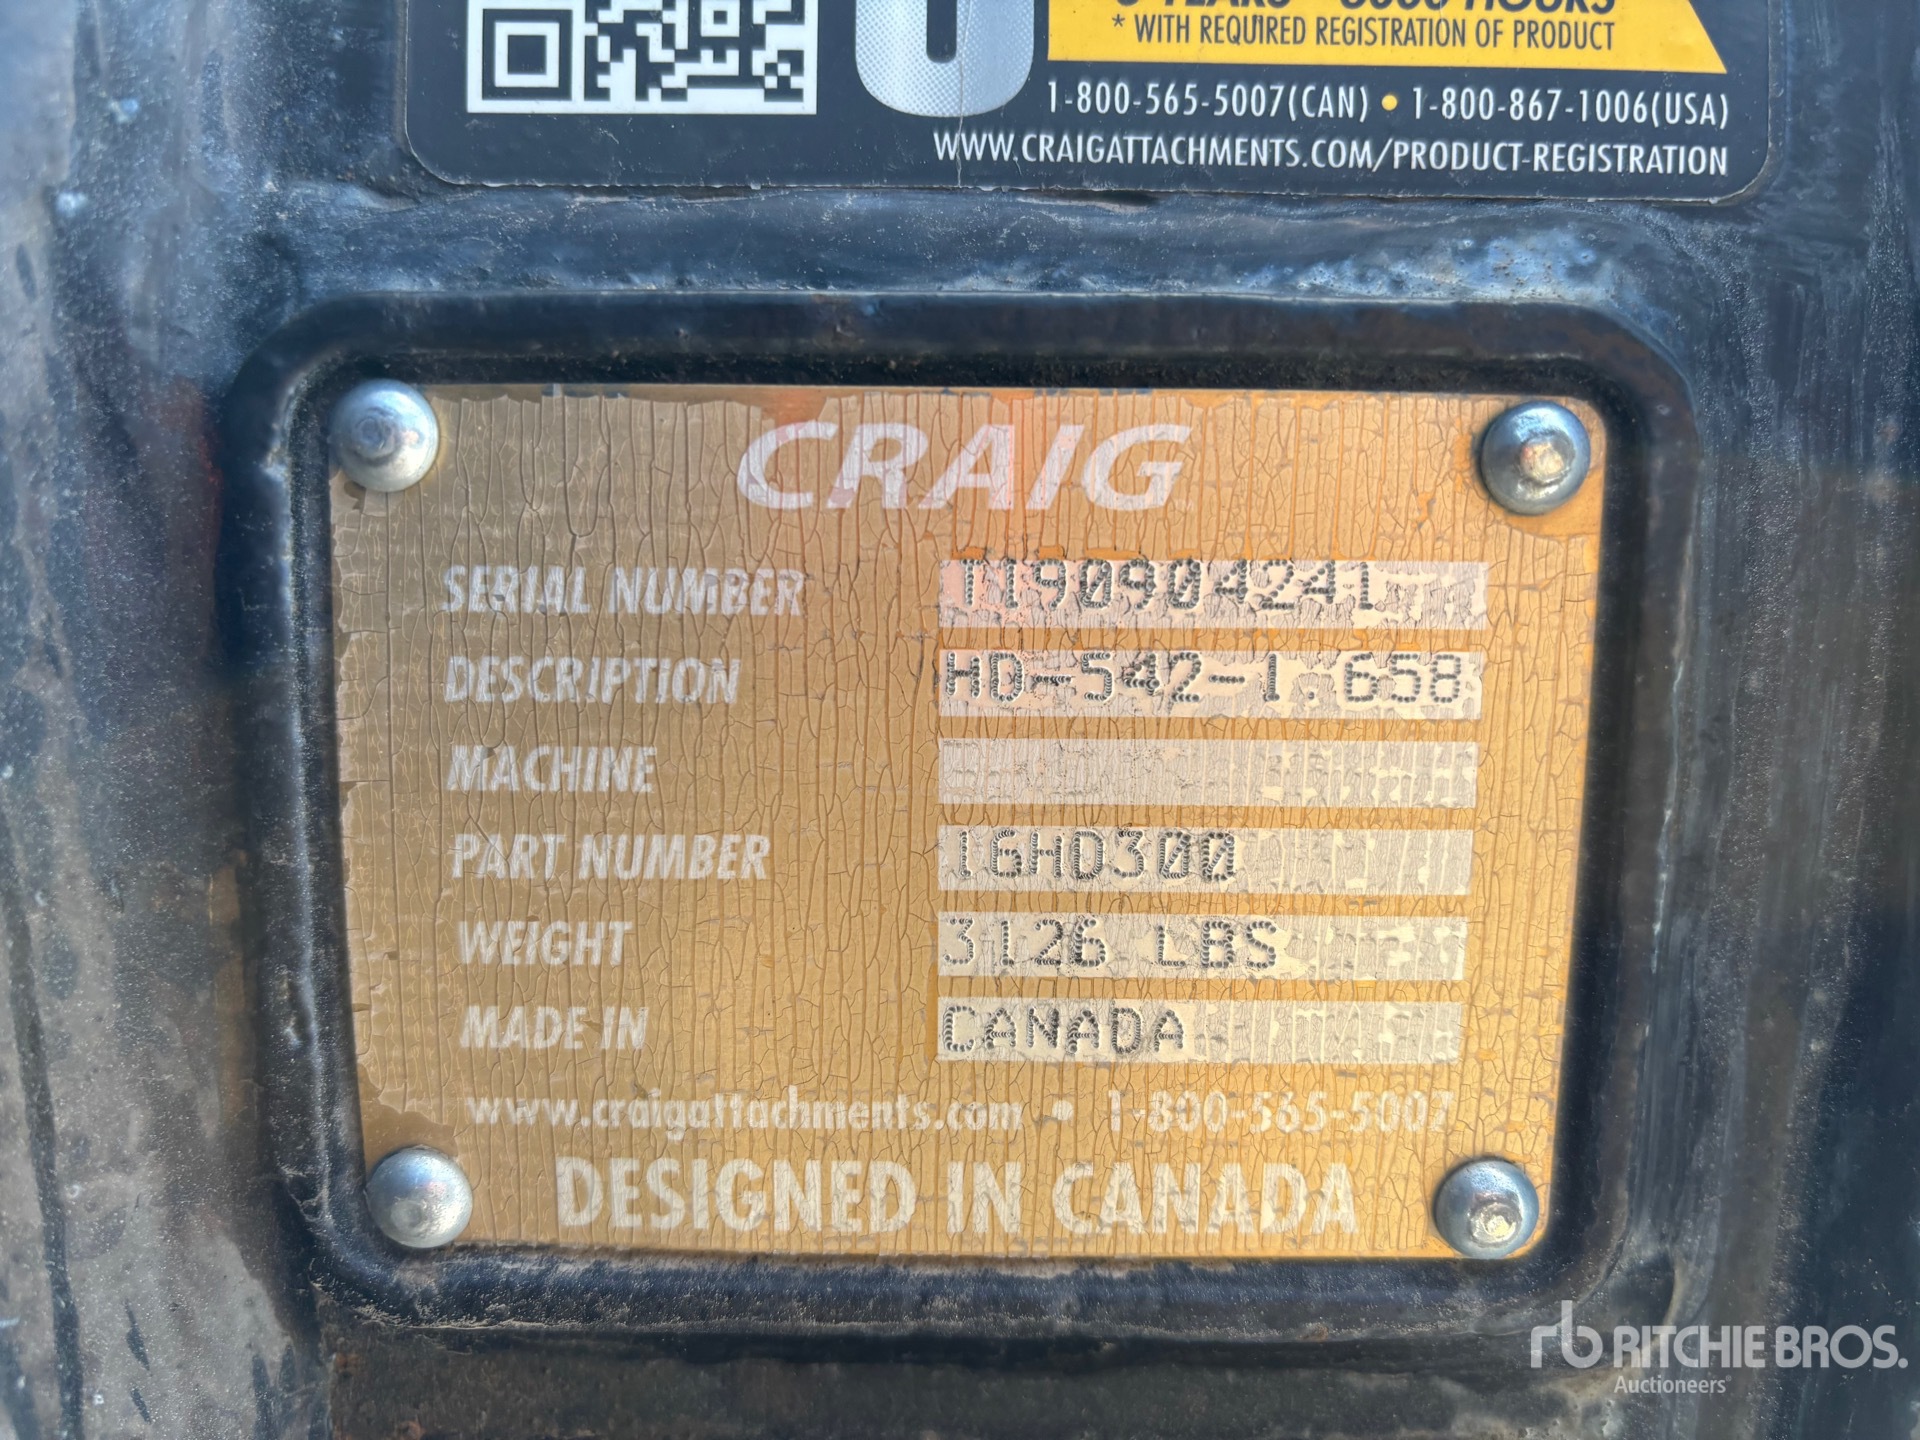 * WITH REQUIRED REGISTRATION OF PRODUCT
1-800-565-5007(CAN) • 1-800-867-1006(USA)
WWW.CRAIGATTACHMENTS.COM/PRODUCT-REGISTRATION
CRAIG
SERIAL NUMBER TI90904241
DESCRIPTION HD-542-1.658
MACHINE
PART NUMBER 16HD300
WEIGHT 3126 LBS
MADE IN CANADA
www.craigattachments.com • 1-800-565-5007
DESIGNED IN CANADA
rb RITCHIE BROS.
Auctioneers